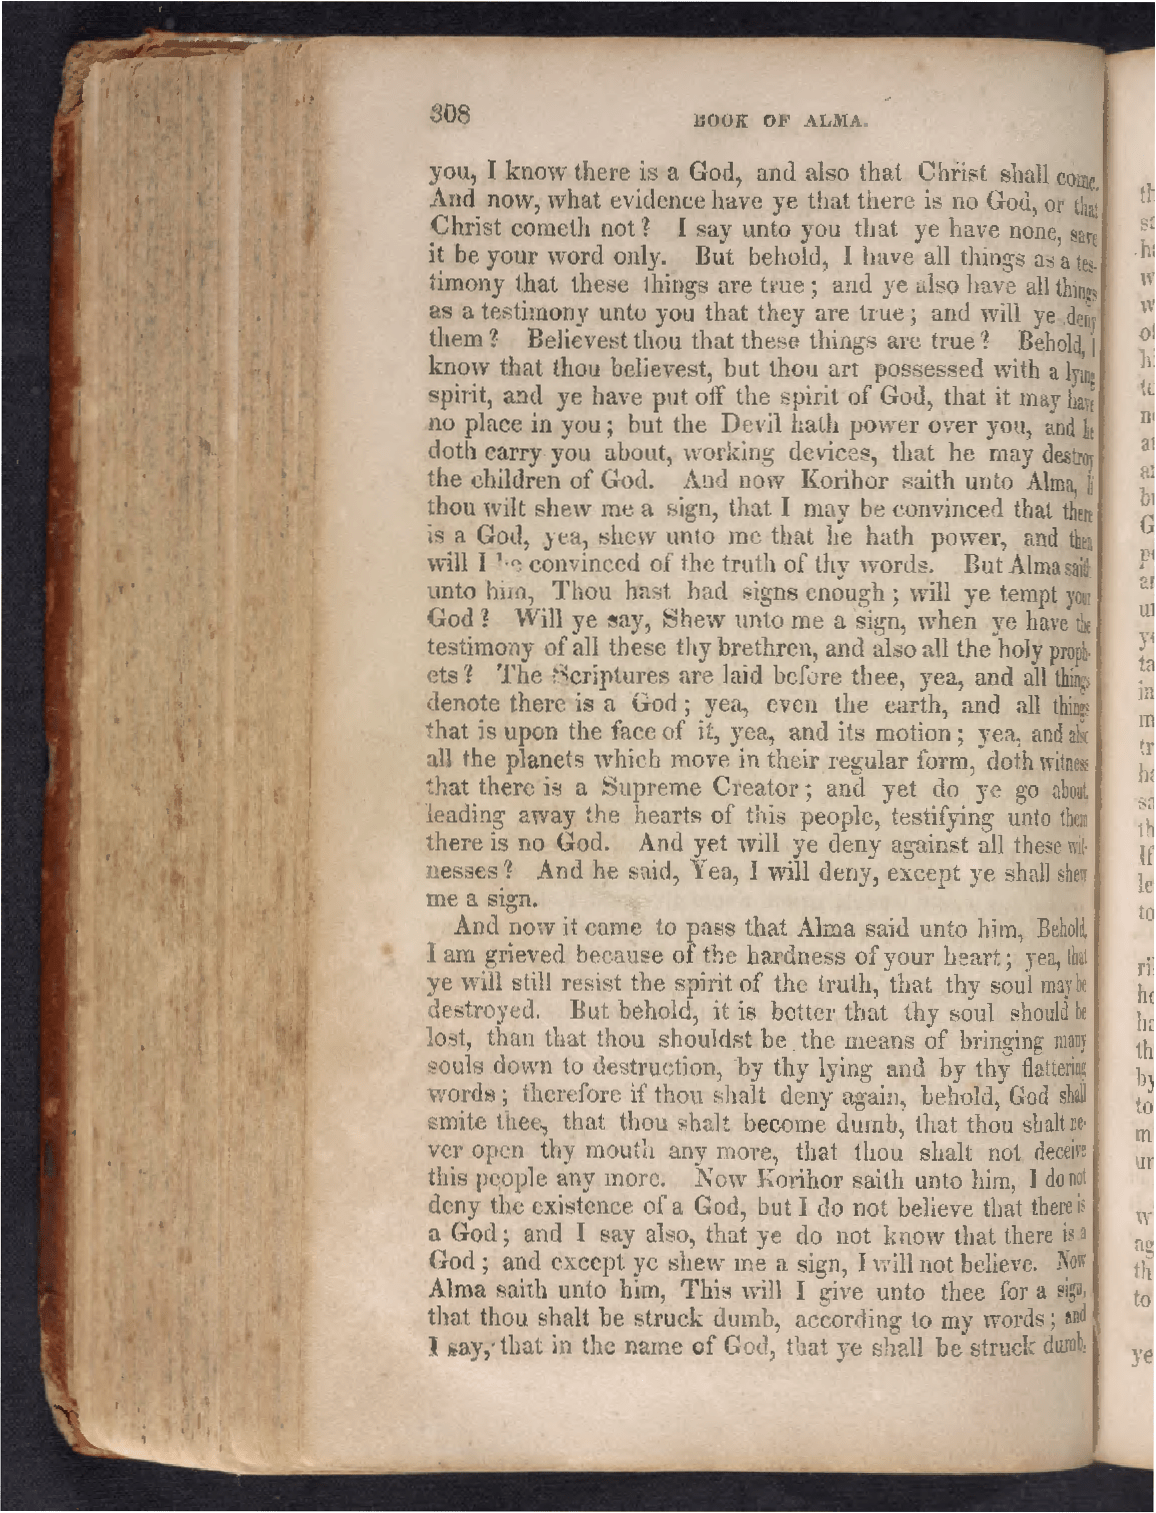 308 BOOK OF ALMA.
you, I know there is a God, and also that Christ shall come.
And now, what evidence have ye that there is no God, or that
Christ cometh not? I say unto you that ye have none, save
it be your word only. But behold, I have all things as a tes-
timony that these things are true; and ye also have all things
as a testimony unto you that they are true; and will ye deny
them? Believest thou that these things are true? Behold, I
know that thou believest, but thou art possessed with a lying
spirit, and ye have put off the spirit of God, that it may have
no place in you; but the Devil hath power over you, and he
doth carry you about, working devices, that he may destroy
the children of God. And now Korihor saith unto Alma, If
thou wilt shew me a sign, that I may be convinced that there
is a God, yea, shew unto me that he hath power, and then
will I be convinced of the truth of thy words. But Alma said
unto him, Thou hast had signs enough; will ye tempt your
God? Will ye say, Shew unto me a sign, when ye have the
testimony of all these thy brethren, and also all the holy proph-
ets? The Scriptures are laid before thee, yea, and all things
denote there is a God; yea, even the earth, and all things
that is upon the face of it, yea, and its motion; yea, and also
all the planets which move in their regular form, doth witness
that there is a Supreme Creator; and yet do ye go about,
leading away the hearts of this people, testifying unto them
there is no God. And yet will ye deny against all these wit-
nesses? And he said, Yea, I will deny, except ye shall shew
me a sign.
And now it came to pass that Alma said unto him, Behold,
I am grieved because of the hardness of your heart; yea, that
ye will still resist the spirit of the truth, that thy soul may be
destroyed. But behold, it is better that thy soul should be
lost, than that thou shouldst be the means of bringing many
souls down to destruction, by thy lying and by thy flattering
words; therefore if thou shalt deny again, behold, God shall
smite thee, that thou shalt become dumb, that thou shalt ne-
ver open thy mouth any more, that thou shalt not deceive
this people any more. Now Korihor saith unto him, I do not
deny the existence of a God, but I do not believe that there is
a God; and I say also, that ye do not know that there is a
God; and except ye shew me a sign, I will not believe. Now
Alma saith unto him, This will I give unto thee for a sign,
that thou shalt be struck dumb, according to my words; and
I say, that in the name of God, that ye shall be struck dumb,